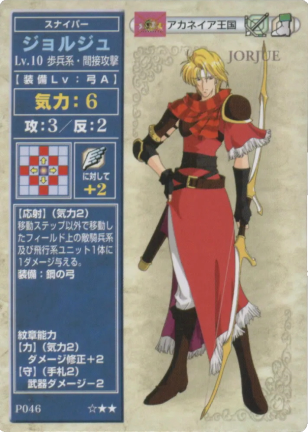 スナイパー
ジョルジュ
Lv.10 歩兵系・間接攻撃
【装備Lv:弓A】
気力:6
攻:3/反:2
に対して
+2
【応射】(気力2)
移動ステップ以外で移動し
たフィールド上の敵騎兵系
及び飛行系ユニット1体に
1ダメージ与える。
装備:鋼の弓
紋章能力
【力】(気力2)
ダメージ修正+2
【守】(手札2)
武器ダメージ-2
P046
☆★★
アカネイア王国
JORJUE